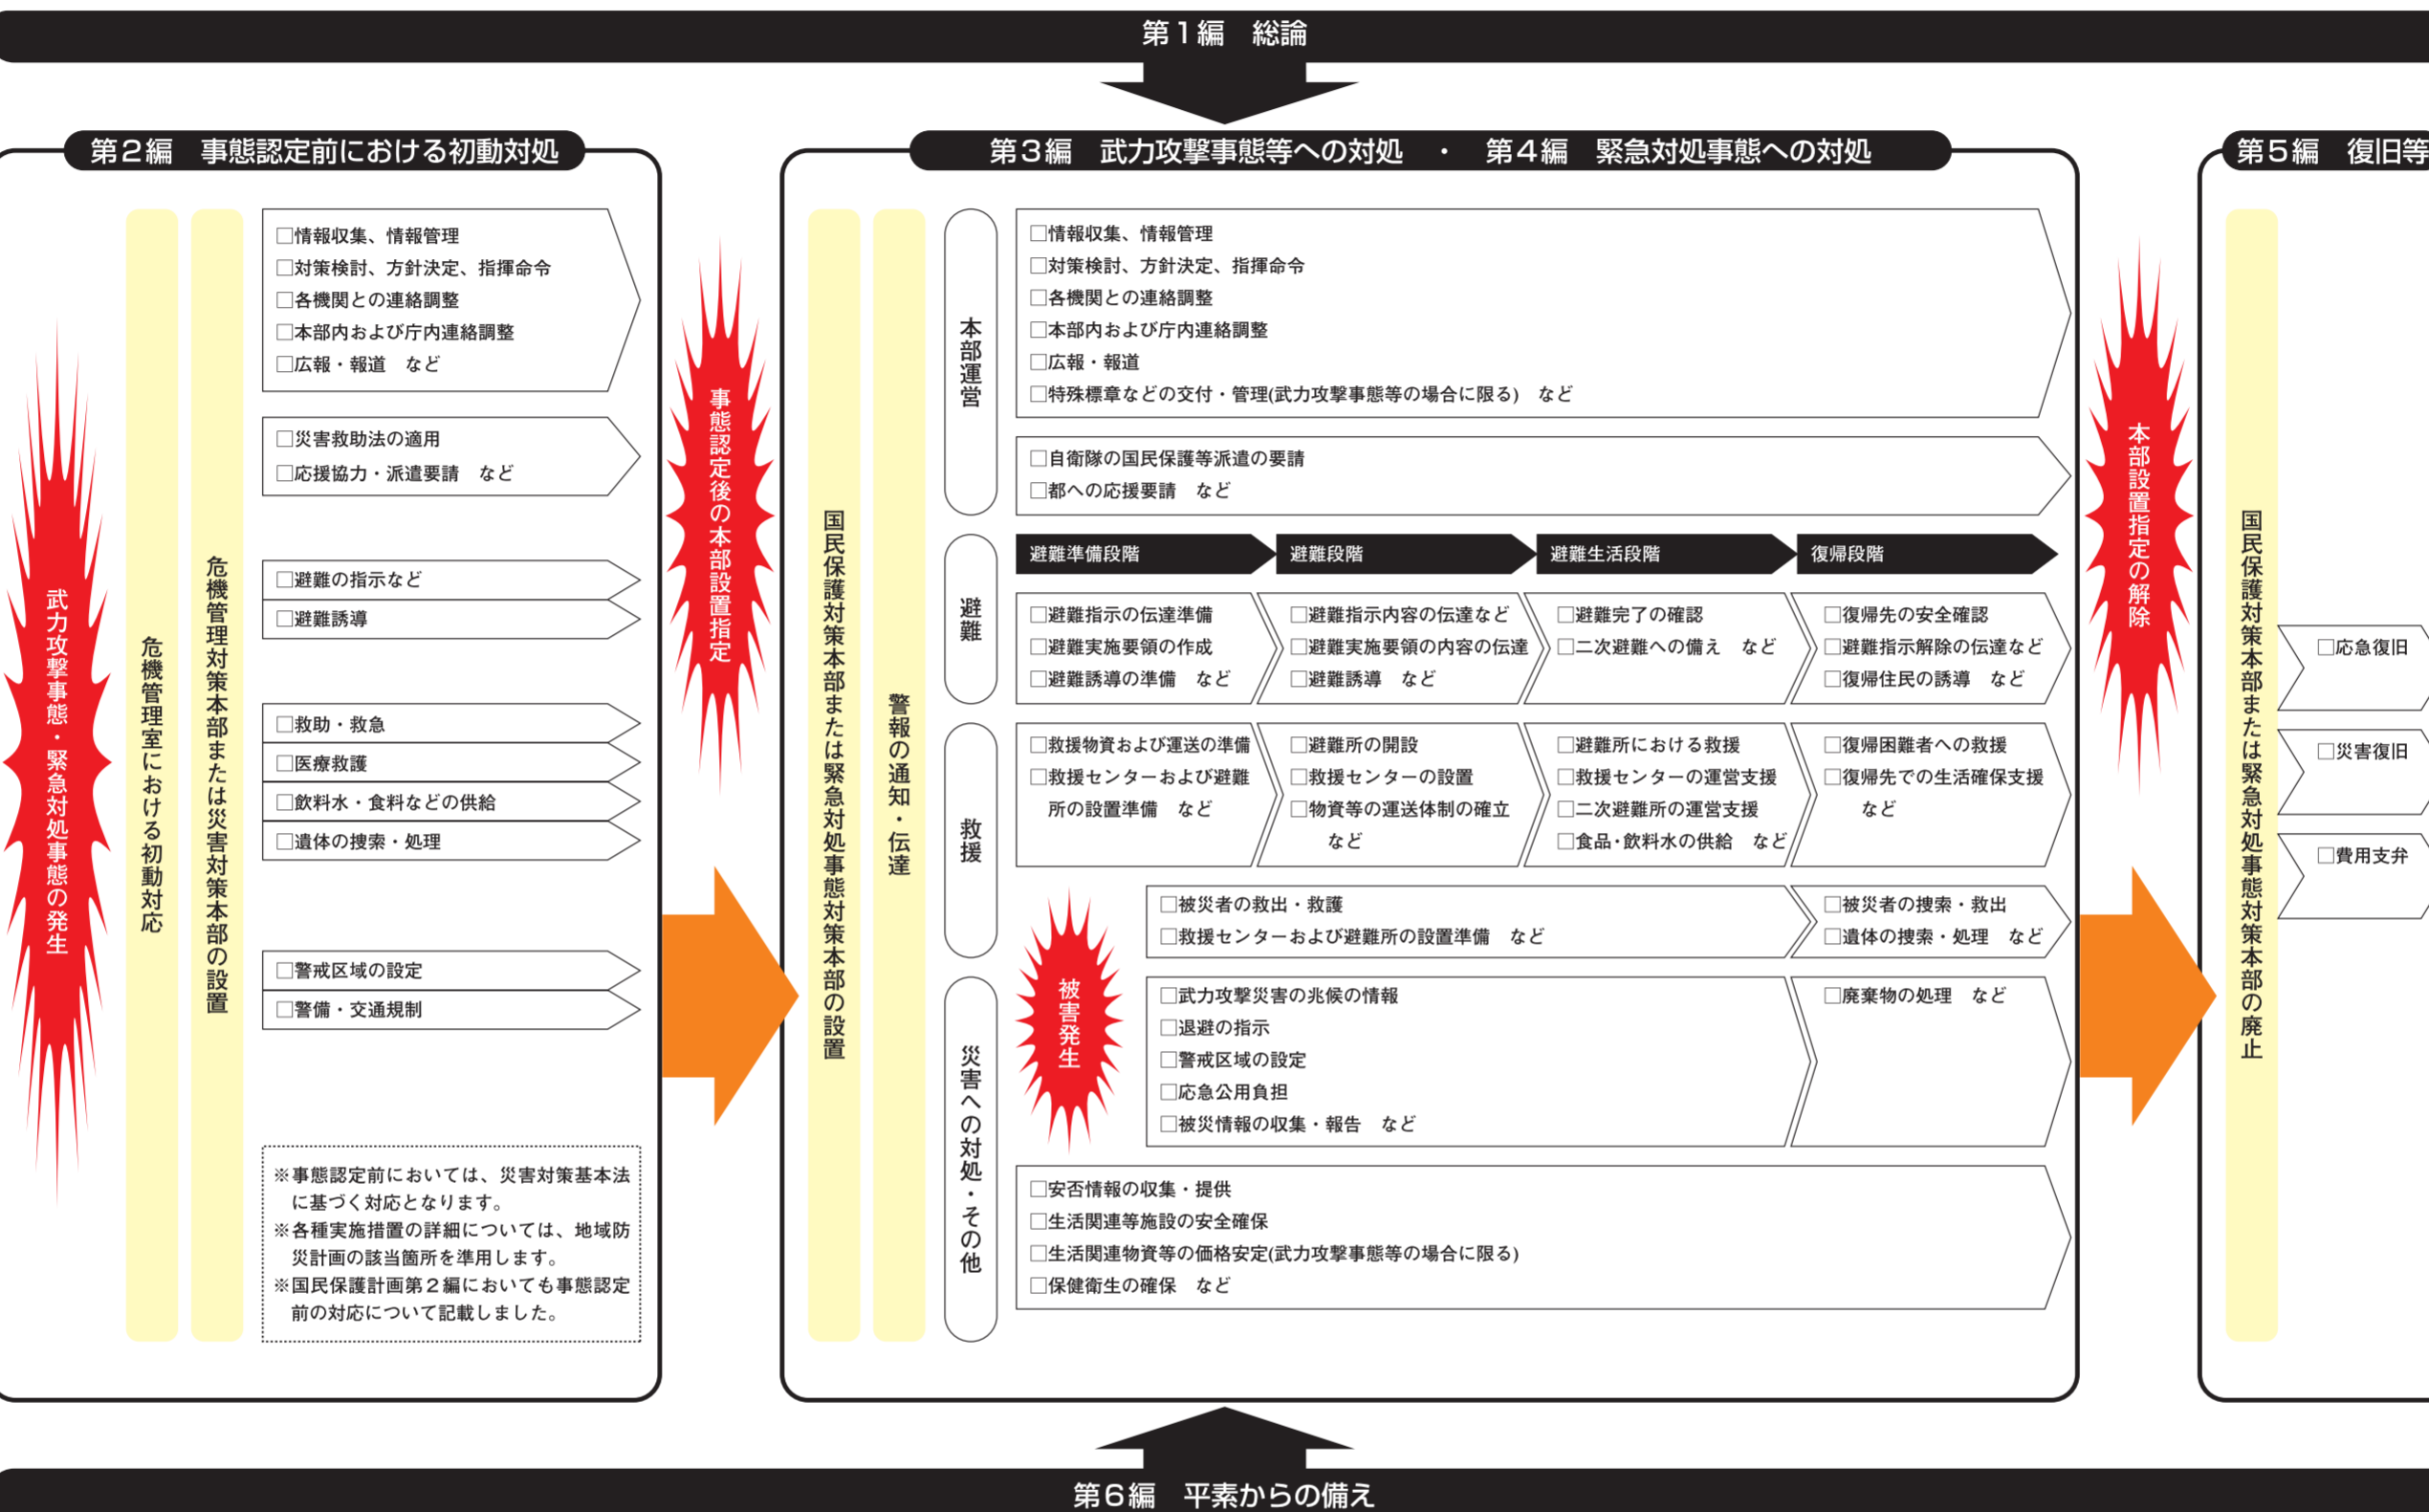 第1編　総論
第2編　事態認定前における初動対処
武力攻撃事態・緊急対処事態の発生
危機管理室における初動対応
危機管理対策本部または災害対策本部の設置
□情報収集、情報管理
□対策検討、方針決定、指揮命令
□各機関との連絡調整
□本部内および庁内連絡調整
□広報・報道　など
□災害救助法の適用
□応援協力・派遣要請　など
□避難の指示など
□避難誘導
□救助・救急
□医療救護
□飲料水・食料などの供給
□遺体の捜索・処理
□警戒区域の設定
□警備・交通規制
※事態認定前においては、災害対策基本法
に基づく対応となります。
※各種実施措置の詳細については、地域防
災計画の該当箇所を準用します。
※国民保護計画第2編においても事態認定
前の対応について記載しました。
事態認定後の本部設置指定
第3編　武力攻撃事態等への対処　・　第4編　緊急対処事態への対処
国民保護対策本部または緊急対処事態対策本部の設置
警報の通知・伝達
本部運営
□情報収集、情報管理
□対策検討、方針決定、指揮命令
□各機関との連絡調整
□本部内および庁内連絡調整
□広報・報道
□特殊標章などの交付・管理(武力攻撃事態等の場合に限る)　など
□自衛隊の国民保護等派遣の要請
□都への応援要請　など
避難
避難準備段階
□避難指示の伝達準備
□避難実施要領の作成
□避難誘導の準備　など
避難段階
□避難指示内容の伝達など
□避難実施要領の内容の伝達
□避難誘導　など
避難生活段階
□避難完了の確認
□二次避難への備え　など
復帰段階
□復帰先の安全確認
□避難指示解除の伝達など
□復帰住民の誘導　など
救援
□救援物資および運送の準備
□救援センターおよび避難
所の設置準備　など
□避難所の開設
□救援センターの設置
□物資等の運送体制の確立
など
□避難所における救援
□救援センターの運営支援
□二次避難所の運営支援
□食品・飲料水の供給　など
□復帰困難者への救援
□復帰先での生活確保支援
など
被害発生
□被災者の救出・救護
□救援センターおよび避難所の設置準備　など
□被災者の捜索・救出
□遺体の捜索・処理　など
災害への対処・その他
□武力攻撃災害の兆候の情報
□退避の指示
□警戒区域の設定
□応急公用負担
□被災情報の収集・報告　など
□廃棄物の処理　など
□安否情報の収集・提供
□生活関連等施設の安全確保
□生活関連物資等の価格安定(武力攻撃事態等の場合に限る)
□保健衛生の確保　など
本部設置指定の解除
第5編　復旧等
国民保護対策本部または緊急対処事態対策本部の廃止
□応急復旧
□災害復旧
□費用支弁
第6編　平素からの備え